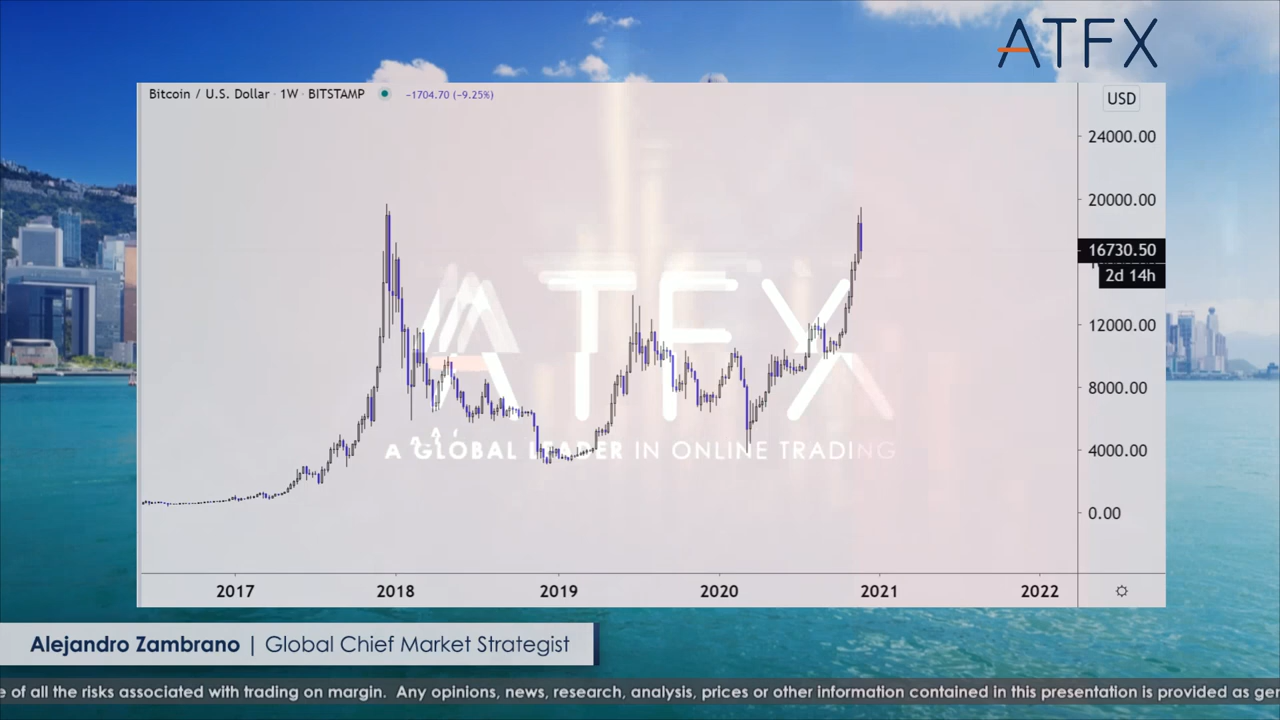 ATFX
Bitcoin / U.S. Dollar · 1W · BITSTAMP −1704.70 (−9.25%)
USD
24000.00
20000.00
16730.50
2d 14h
12000.00
8000.00
4000.00
0.00
ATFX
A GLOBAL LEADER IN ONLINE TRADING
2017 2018 2019 2020 2021 2022
Alejandro Zambrano | Global Chief Market Strategist
e of all the risks associated with trading on margin. Any opinions, news, research, analysis, prices or other information contained in this presentation is provided as ger